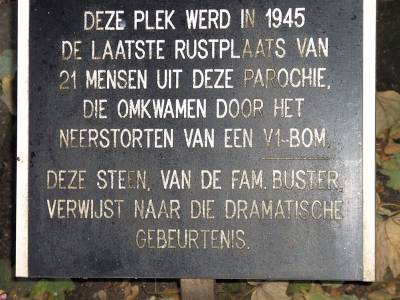 DEZE PLEK WERD IN 1945
DE LAATSTE RUSTPLAATS VAN
21 MENSEN UIT DEZE PAROCHIE,
DIE OMKWAMEN DOOR HET
NEERSTORTEN VAN EEN V1-BOM.
DEZE STEEN, VAN DE FAM. BUSTER,
VERWIJST NAAR DIE DRAMATISCHE
GEBEURTENIS.